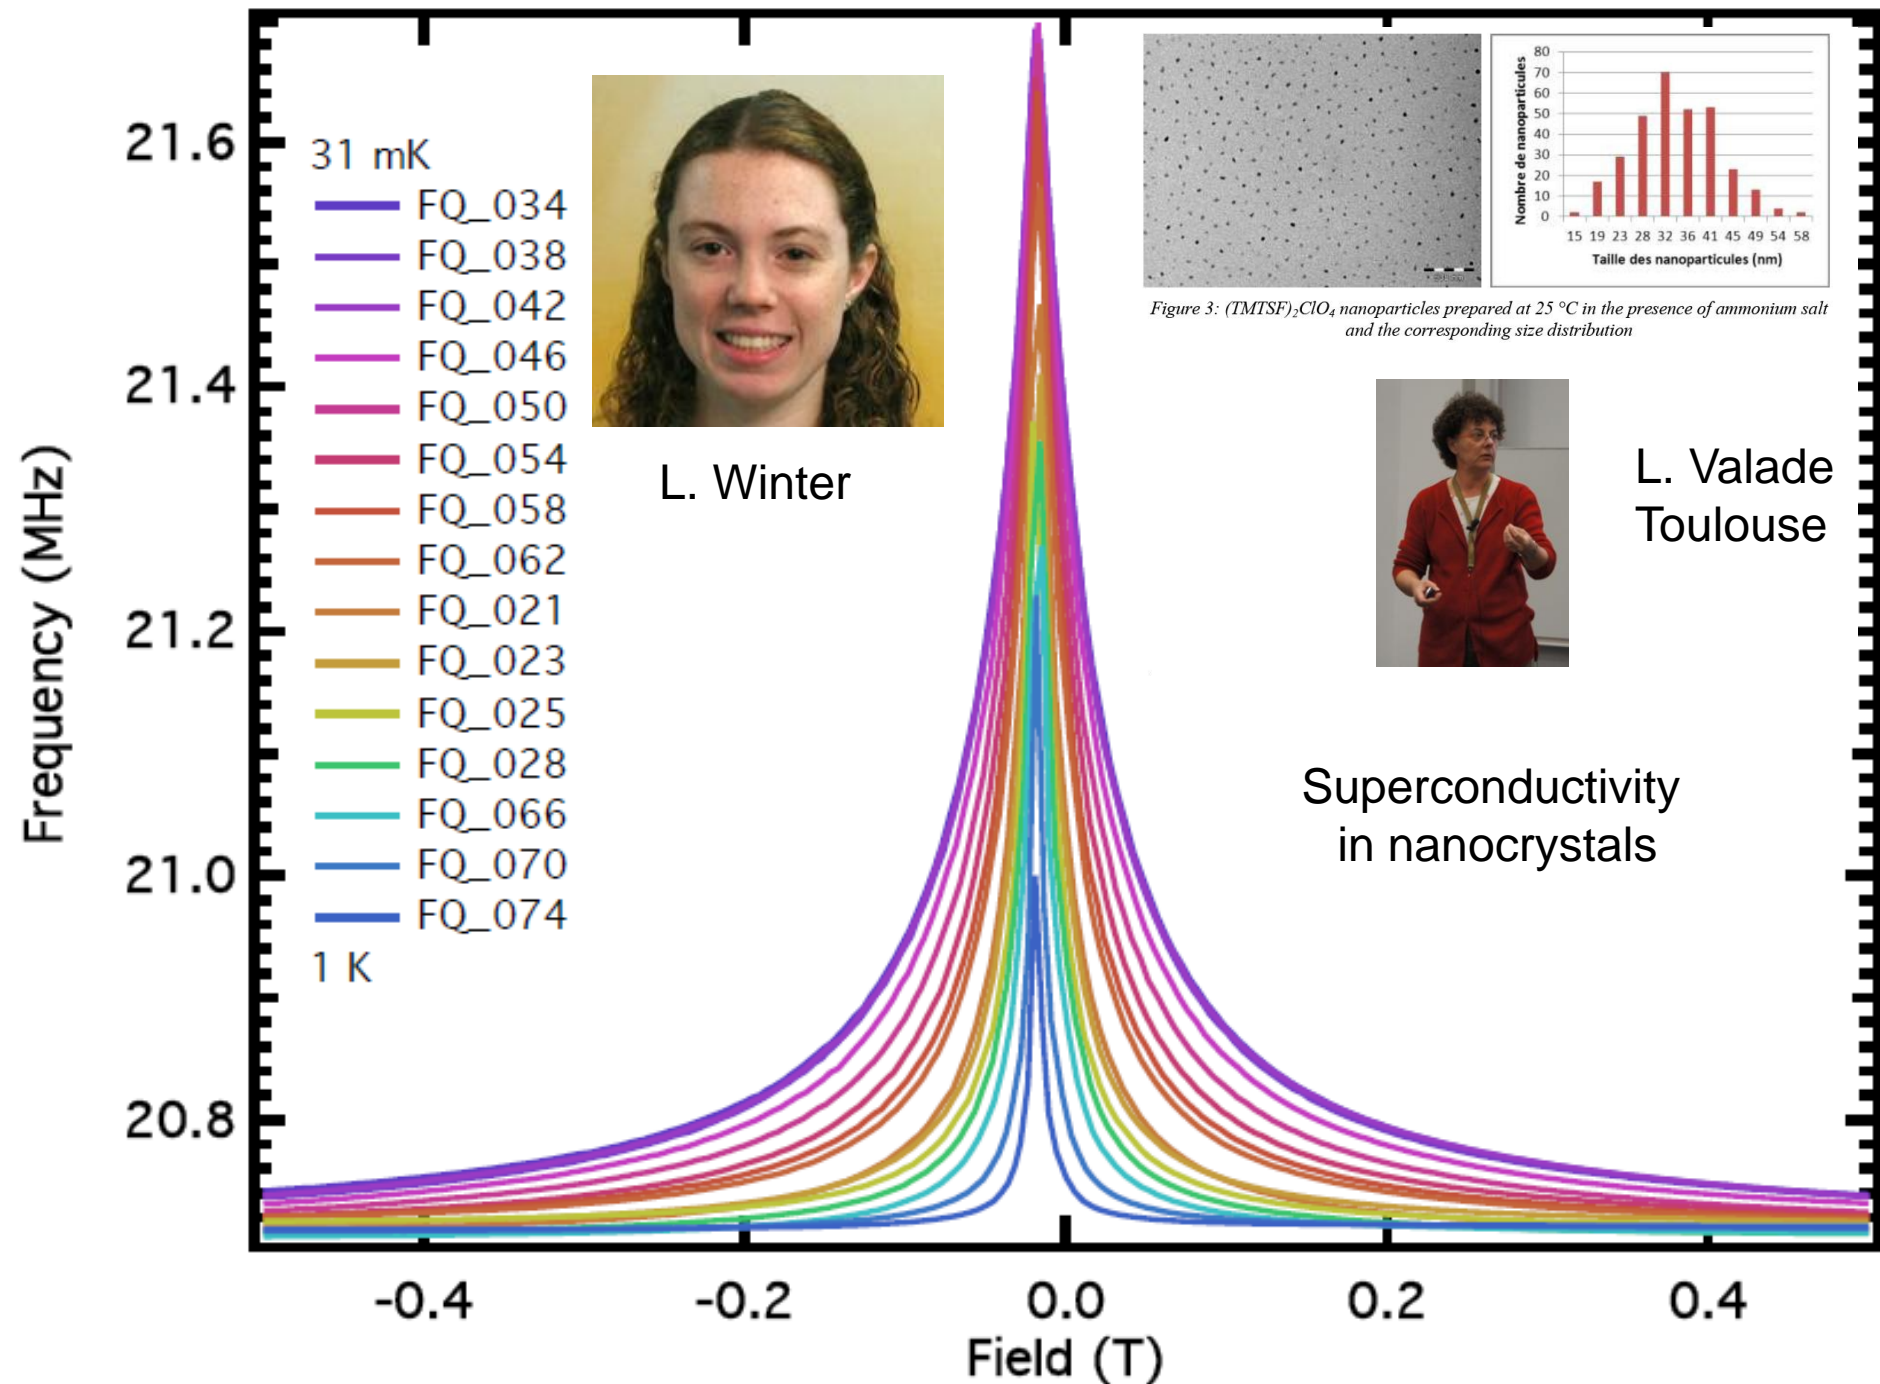 21.6
21.4
21.2
21.0
20.8
Frequency (MHz)
31 mK
FQ_034
FQ_038
FQ_042
FQ_046
FQ_050
FQ_054
FQ_058
FQ_062
FQ_021
FQ_023
FQ_025
FQ_028
FQ_066
FQ_070
FQ_074
1 K
L. Winter
Nombre de nanoparticules
80
70
60
50
40
30
20
10
0
15 19 23 28 32 36 41 45 49 54 58
Taille des nanoparticules (nm)
Figure 3: (TMTSF)₂ClO₄ nanoparticles prepared at 25 °C in the presence of ammonium salt
and the corresponding size distribution
L. Valade
Toulouse
Superconductivity
in nanocrystals
-0.4 -0.2 0.0 0.2 0.4
Field (T)